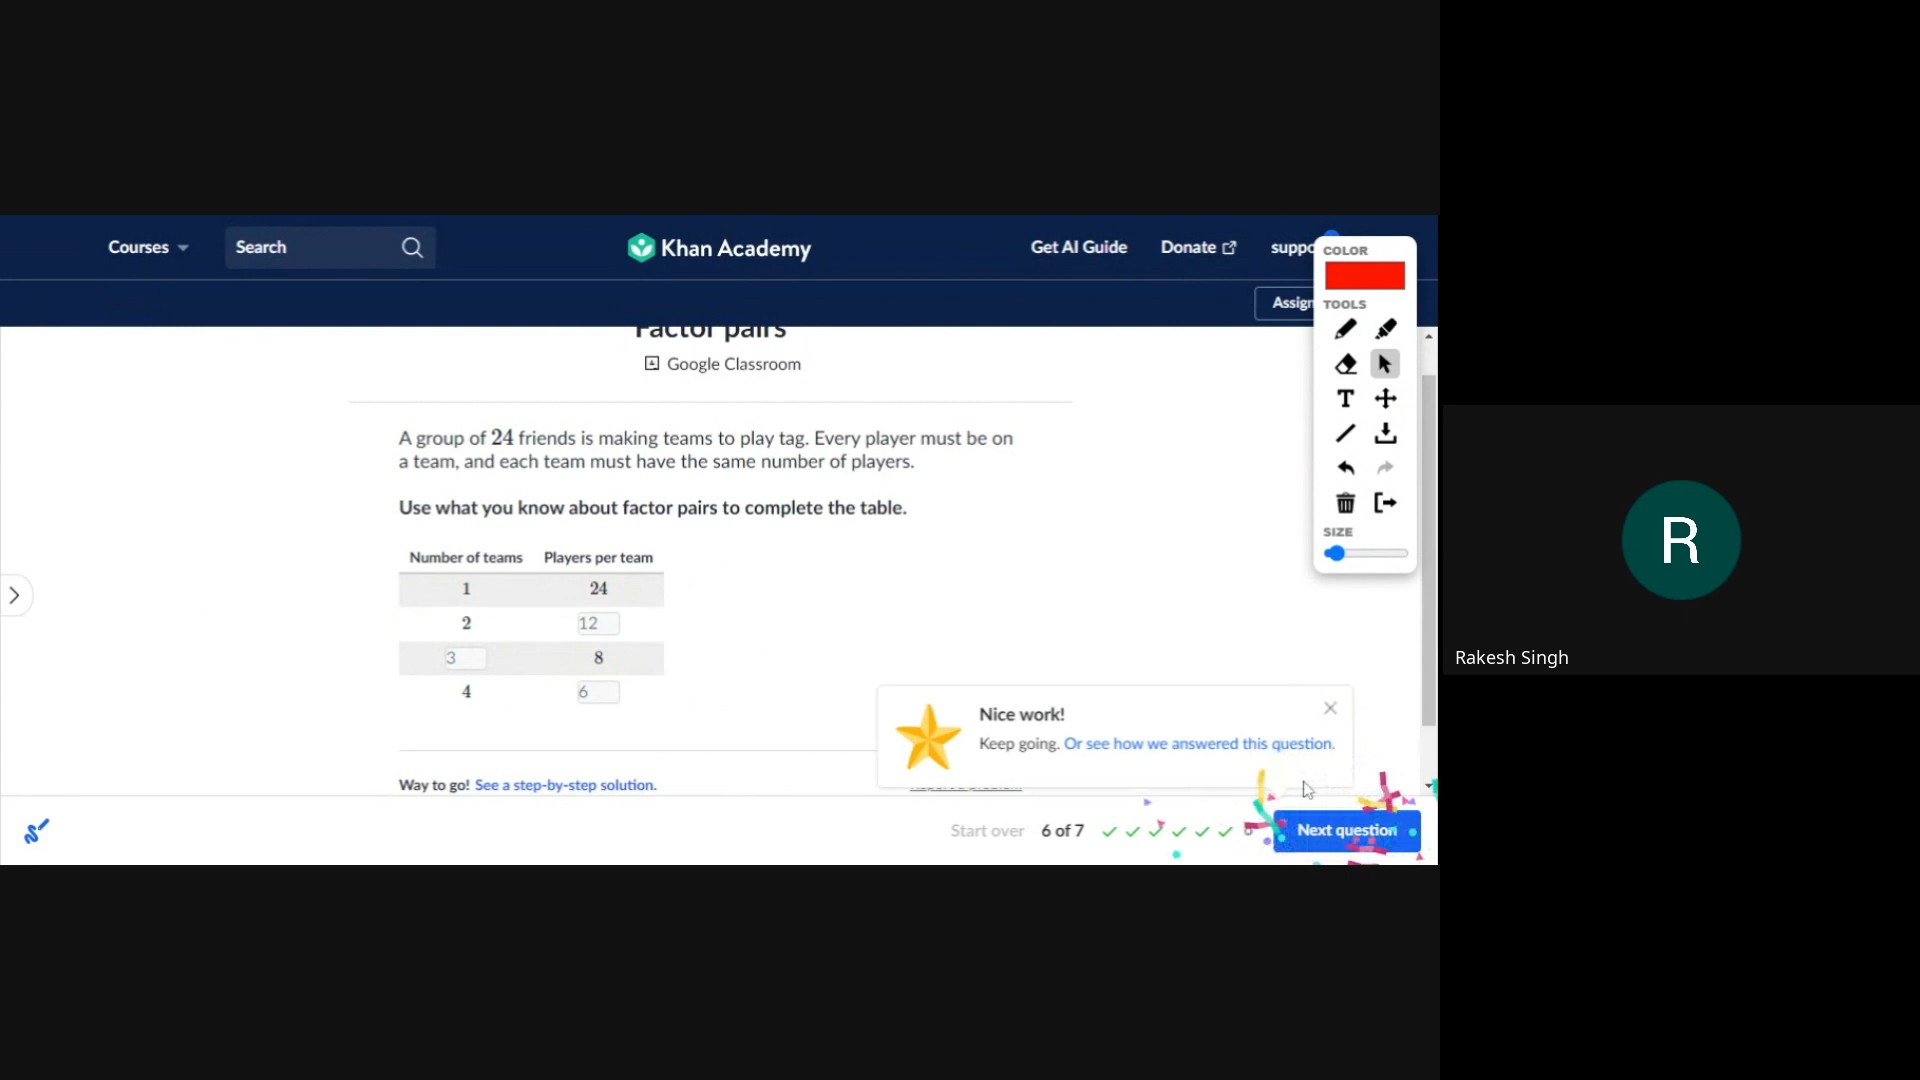 Courses
Search
Khan Academy
Get AI Guide
Donate
suppo
Assign
COLOR
TOOLS
SIZE
Factor pairs
Google Classroom
A group of 24 friends is making teams to play tag. Every player must be on
a team, and each team must have the same number of players.
Use what you know about factor pairs to complete the table.
Number of teams Players per team
1 24
2 12
3 8
4 6
Nice work!
Keep going. Or see how we answered this question.
Way to go! See a step-by-step solution.
Start over 6 of 7
Next question
R
Rakesh Singh